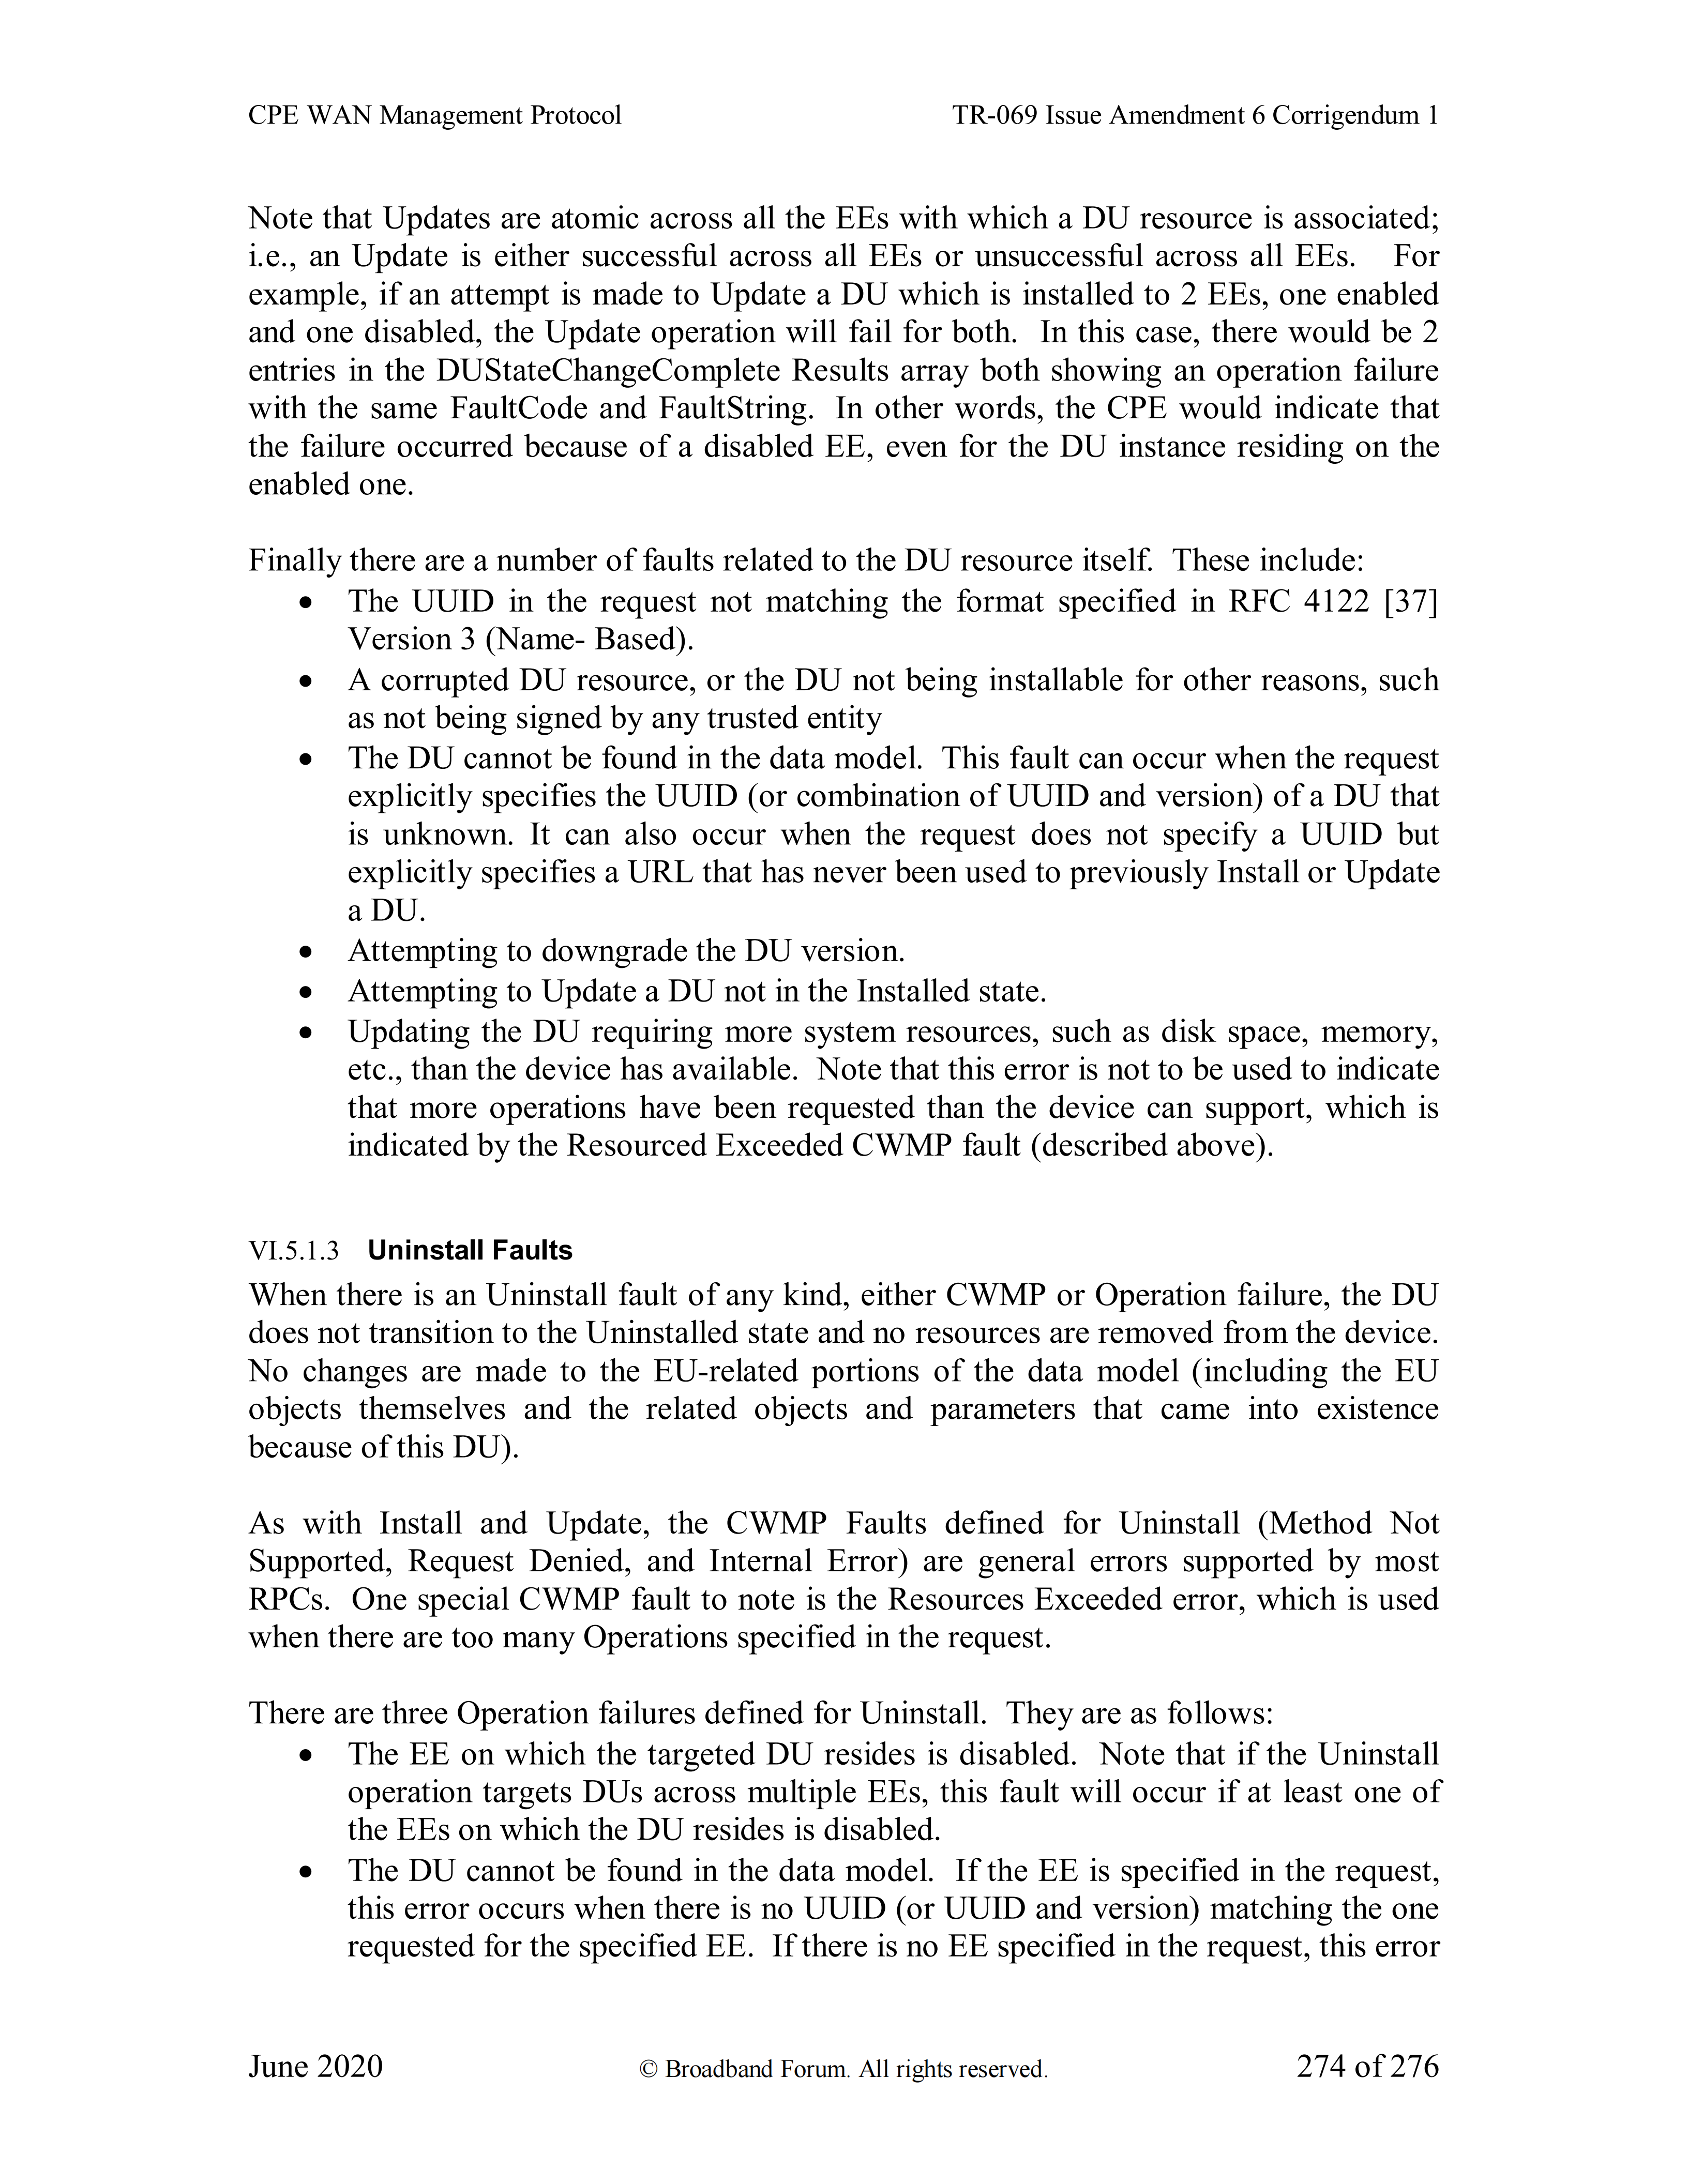 CPE WAN Management Protocol TR-069 Issue Amendment 6 Corrigendum 1
Note that Updates are atomic across all the EEs with which a DU resource is associated;
i.e., an Update is either successful across all EEs or unsuccessful across all EEs. For
example, if an attempt is made to Update a DU which is installed to 2 EEs, one enabled
and one disabled, the Update operation will fail for both. In this case, there would be 2
entries in the DUStateChangeComplete Results array both showing an operation failure
with the same FaultCode and FaultString. In other words, the CPE would indicate that
the failure occurred because of a disabled EE, even for the DU instance residing on the
enabled one.
Finally there are a number of faults related to the DU resource itself. These include:
• The UUID in the request not matching the format specified in RFC 4122 [37]
Version 3 (Name- Based).
• A corrupted DU resource, or the DU not being installable for other reasons, such
as not being signed by any trusted entity
• The DU cannot be found in the data model. This fault can occur when the request
explicitly specifies the UUID (or combination of UUID and version) of a DU that
is unknown. It can also occur when the request does not specify a UUID but
explicitly specifies a URL that has never been used to previously Install or Update
a DU.
• Attempting to downgrade the DU version.
• Attempting to Update a DU not in the Installed state.
• Updating the DU requiring more system resources, such as disk space, memory,
etc., than the device has available. Note that this error is not to be used to indicate
that more operations have been requested than the device can support, which is
indicated by the Resourced Exceeded CWMP fault (described above).
VI.5.1.3 Uninstall Faults
When there is an Uninstall fault of any kind, either CWMP or Operation failure, the DU
does not transition to the Uninstalled state and no resources are removed from the device.
No changes are made to the EU-related portions of the data model (including the EU
objects themselves and the related objects and parameters that came into existence
because of this DU).
As with Install and Update, the CWMP Faults defined for Uninstall (Method Not
Supported, Request Denied, and Internal Error) are general errors supported by most
RPCs. One special CWMP fault to note is the Resources Exceeded error, which is used
when there are too many Operations specified in the request.
There are three Operation failures defined for Uninstall. They are as follows:
• The EE on which the targeted DU resides is disabled. Note that if the Uninstall
operation targets DUs across multiple EEs, this fault will occur if at least one of
the EEs on which the DU resides is disabled.
• The DU cannot be found in the data model. If the EE is specified in the request,
this error occurs when there is no UUID (or UUID and version) matching the one
requested for the specified EE. If there is no EE specified in the request, this error
June 2020 © Broadband Forum. All rights reserved. 274 of 276